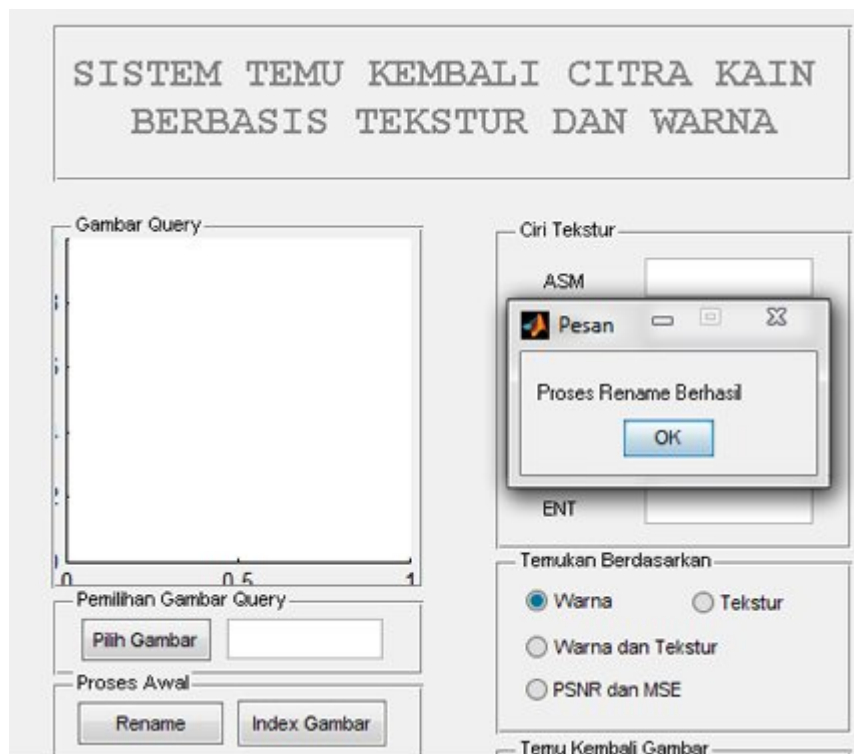 SISTEM TEMU KEMBALI CITRA KAIN
BERBASIS TEKSTUR DAN WARNA
Gambar Query
0
0 0.5 1
Pemilihan Gambar Query
Pilih Gambar
Proses Awal
Rename Index Gambar
Ciri Tekstur
ASM
Pesan
Proses Rename Berhasil
OK
ENT
Temukan Berdasarkan
Warna Tekstur
Warna dan Tekstur
PSNR dan MSE
Temu Kembali Gambar